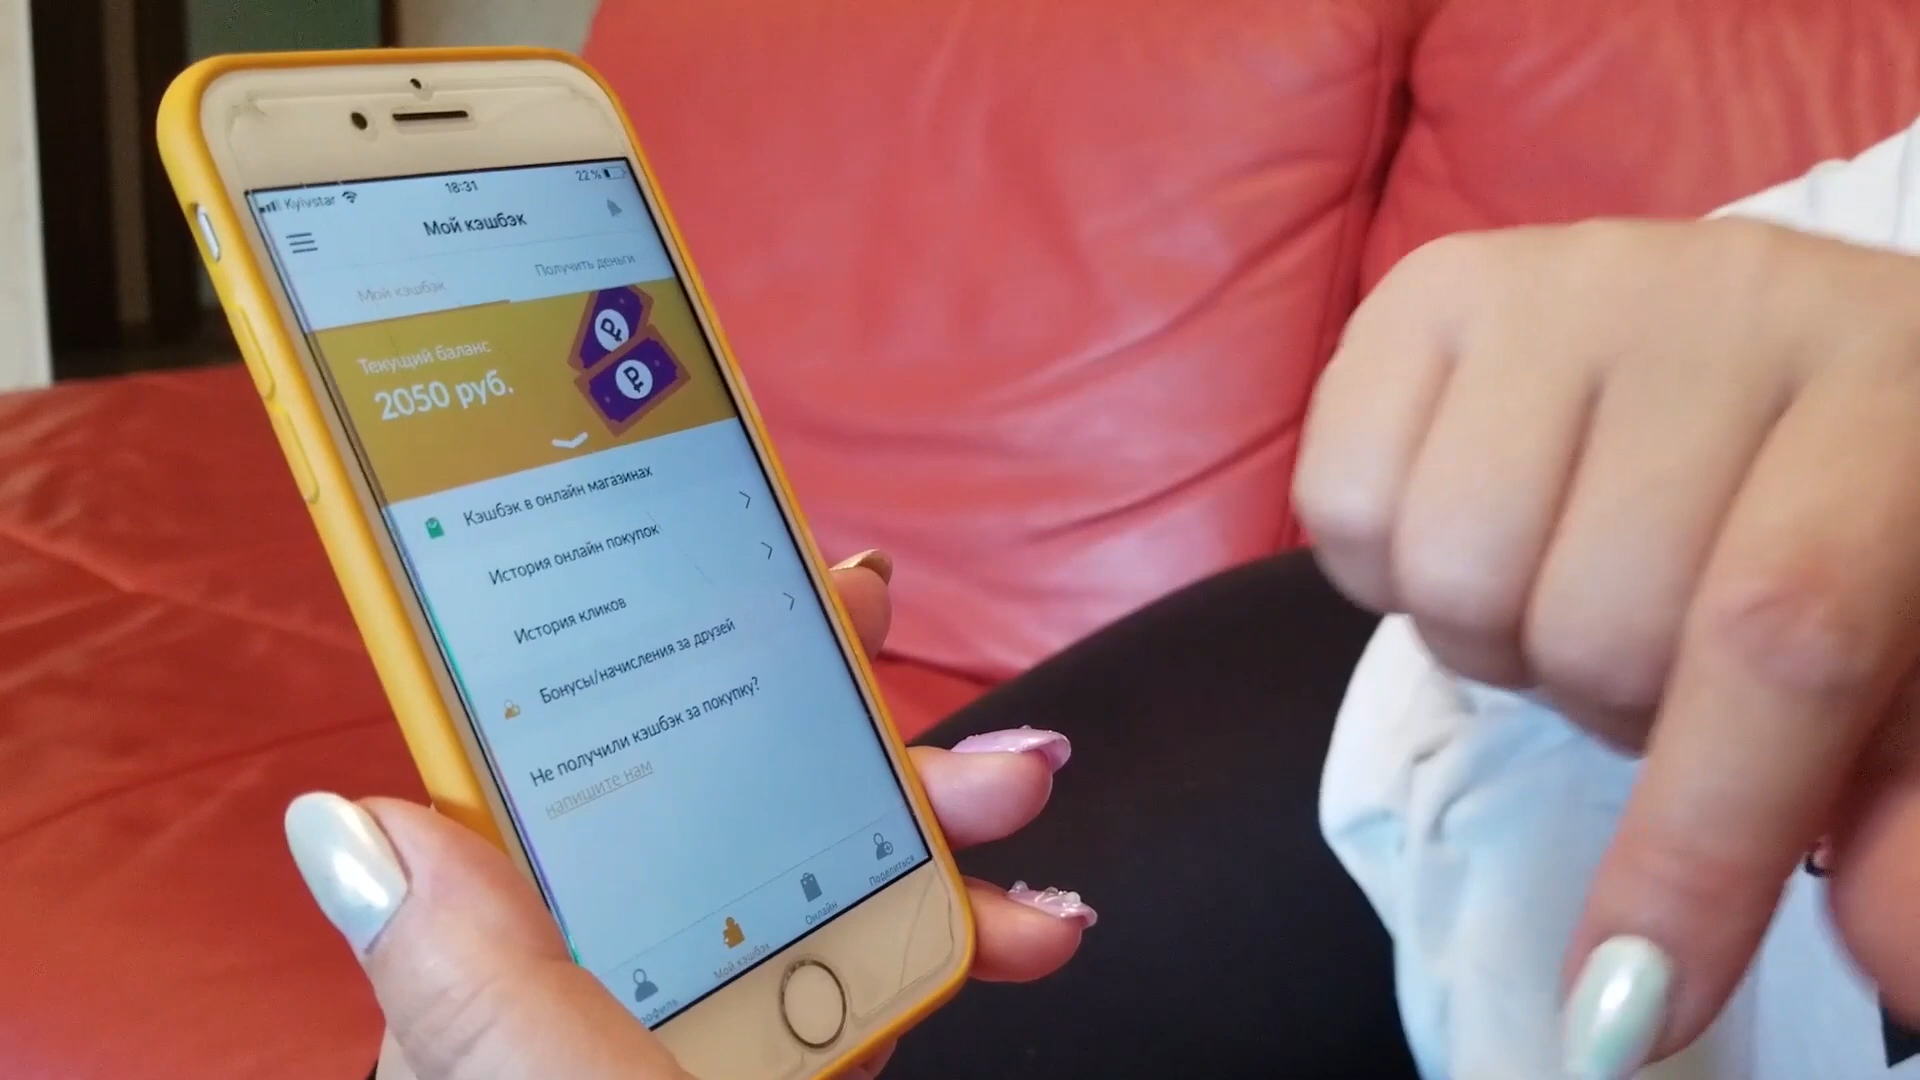 Kyivstar 18:31 22 %
Мой кэшбэк
Мой кэшбэк Получить деньги
Текущий баланс
2050 руб.
Кэшбэк в онлайн магазинах
История онлайн покупок
История кликов
Бонусы/начисления за друзей
Не получили кэшбэк за покупку?
напишите нам
рофиль Мой кэшбэк Онлайн Поделиться